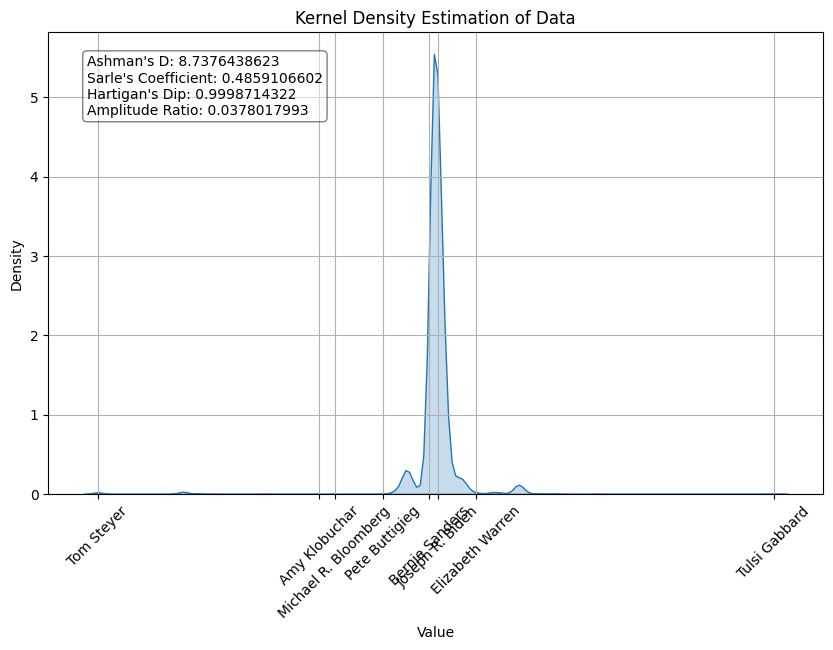 Kernel Density Estimation of Data
Ashman's D: 8.7376438623
Sarle's Coefficient: 0.4859106602
Hartigan's Dip: 0.9998714322
Amplitude Ratio: 0.0378017993
Density
5
4
3
2
1
0
Tom Steyer
Amy Klobuchar
Michael R. Bloomberg
Pete Buttigieg
Bernie Sanders
Joseph R. Biden
Elizabeth Warren
Tulsi Gabbard
Value